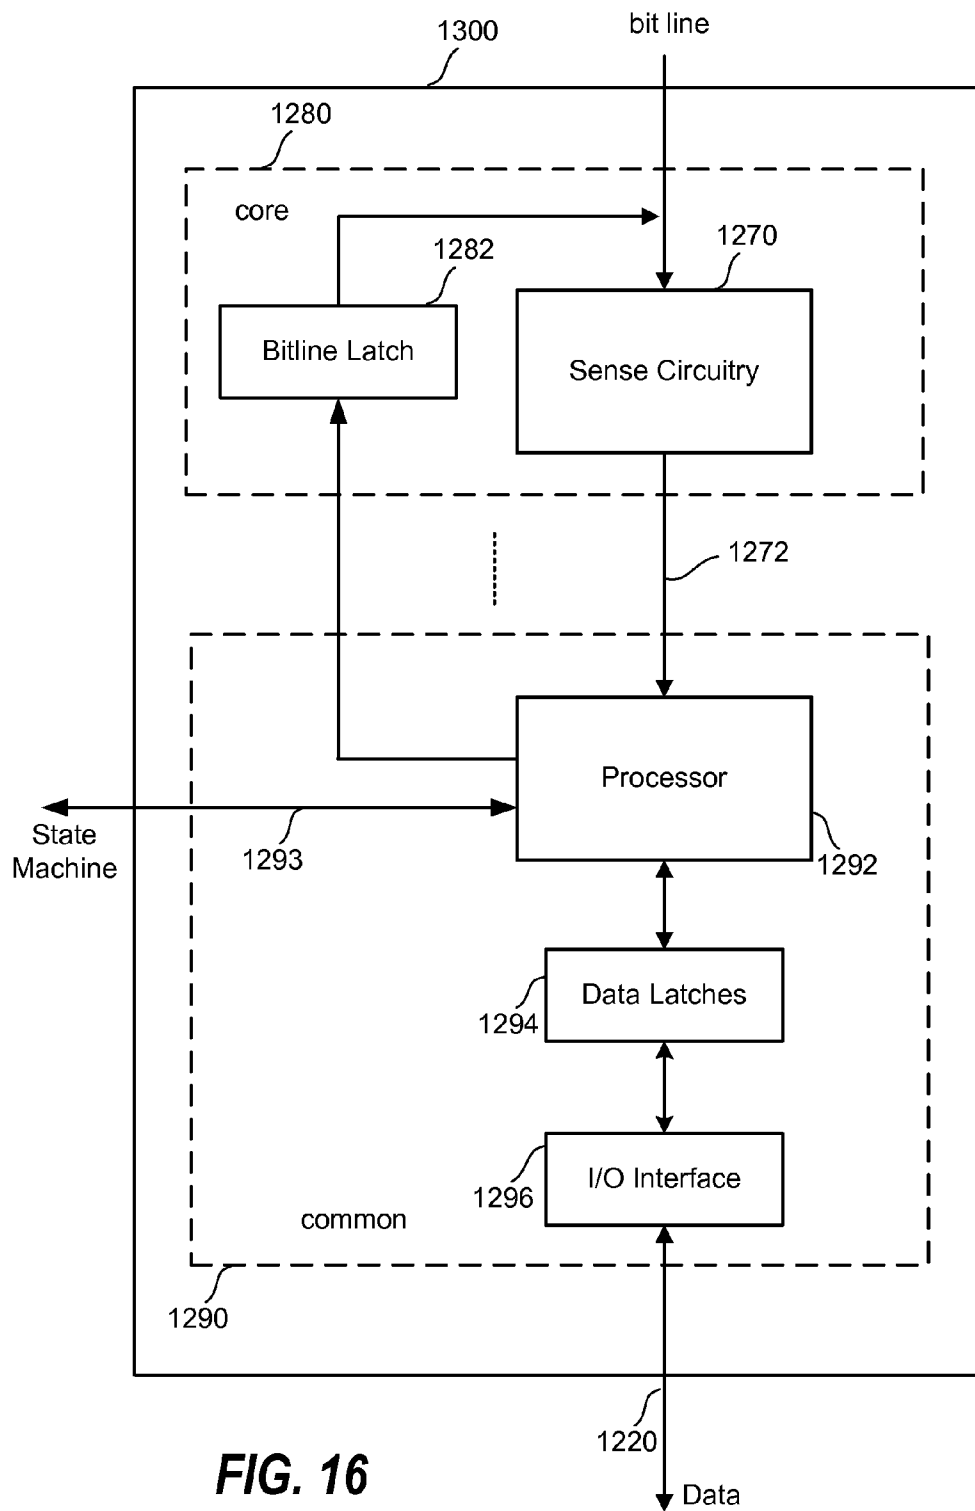 1300
bit line
1280
core
1282
1270
Bitline Latch
Sense Circuitry
1272
Processor
State
Machine
1293
1292
Data Latches
1294
I/O Interface
1296
common
1290
1220
FIG. 16
Data